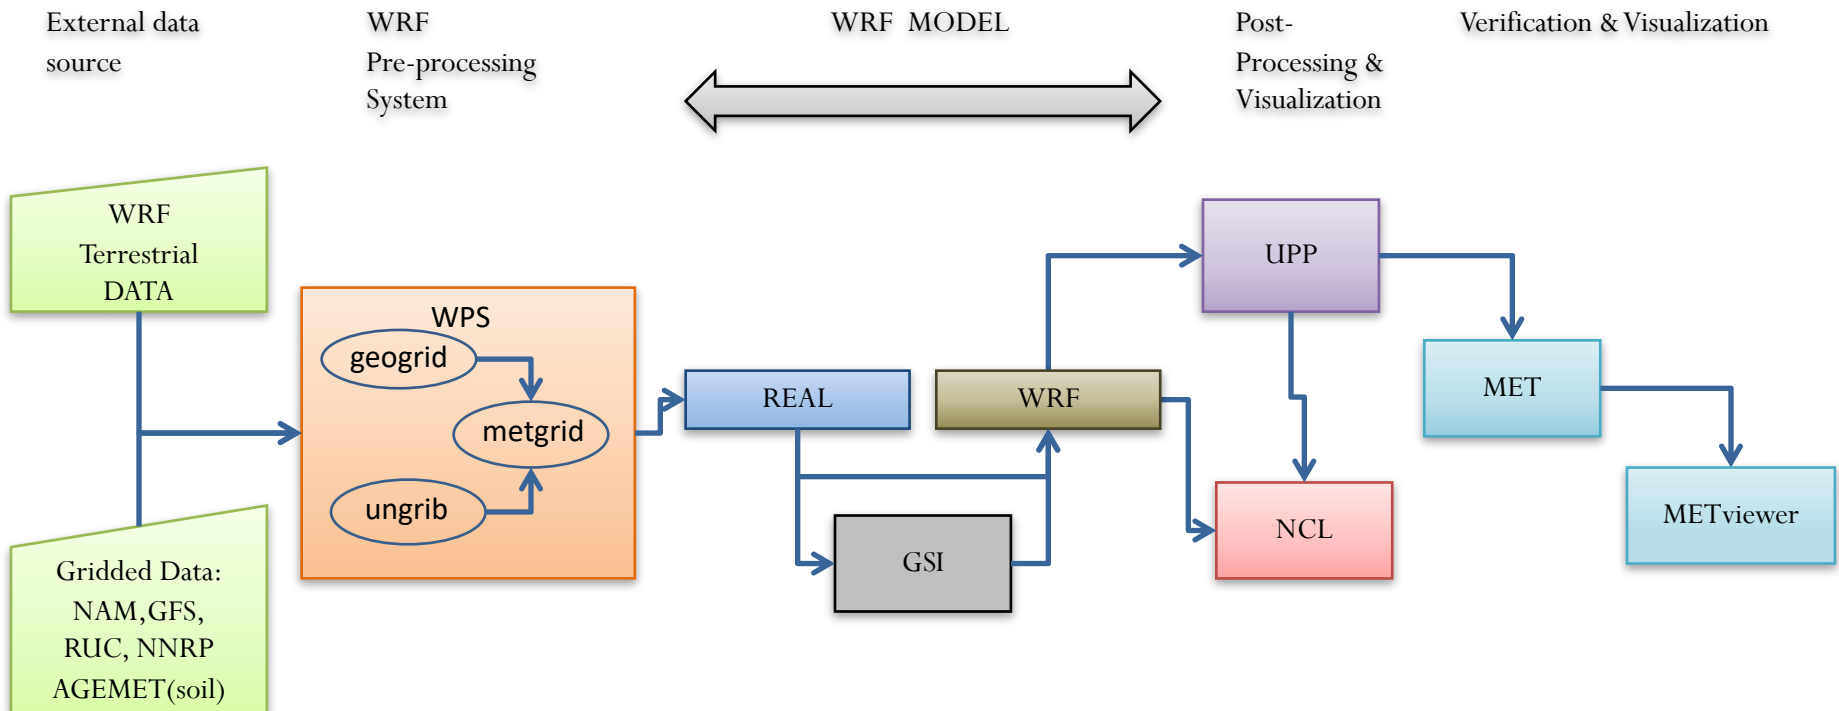 External data
source
WRF
Pre-processing
System
WRF MODEL
Post-
Processing &
Visualization
Verification & Visualization
WRF
Terrestrial
DATA
Gridded Data:
NAM,GFS,
RUC, NNRP
AGEMET(soil)
WPS
geogrid
metgrid
ungrib
REAL
GSI
WRF
UPP
NCL
MET
METviewer